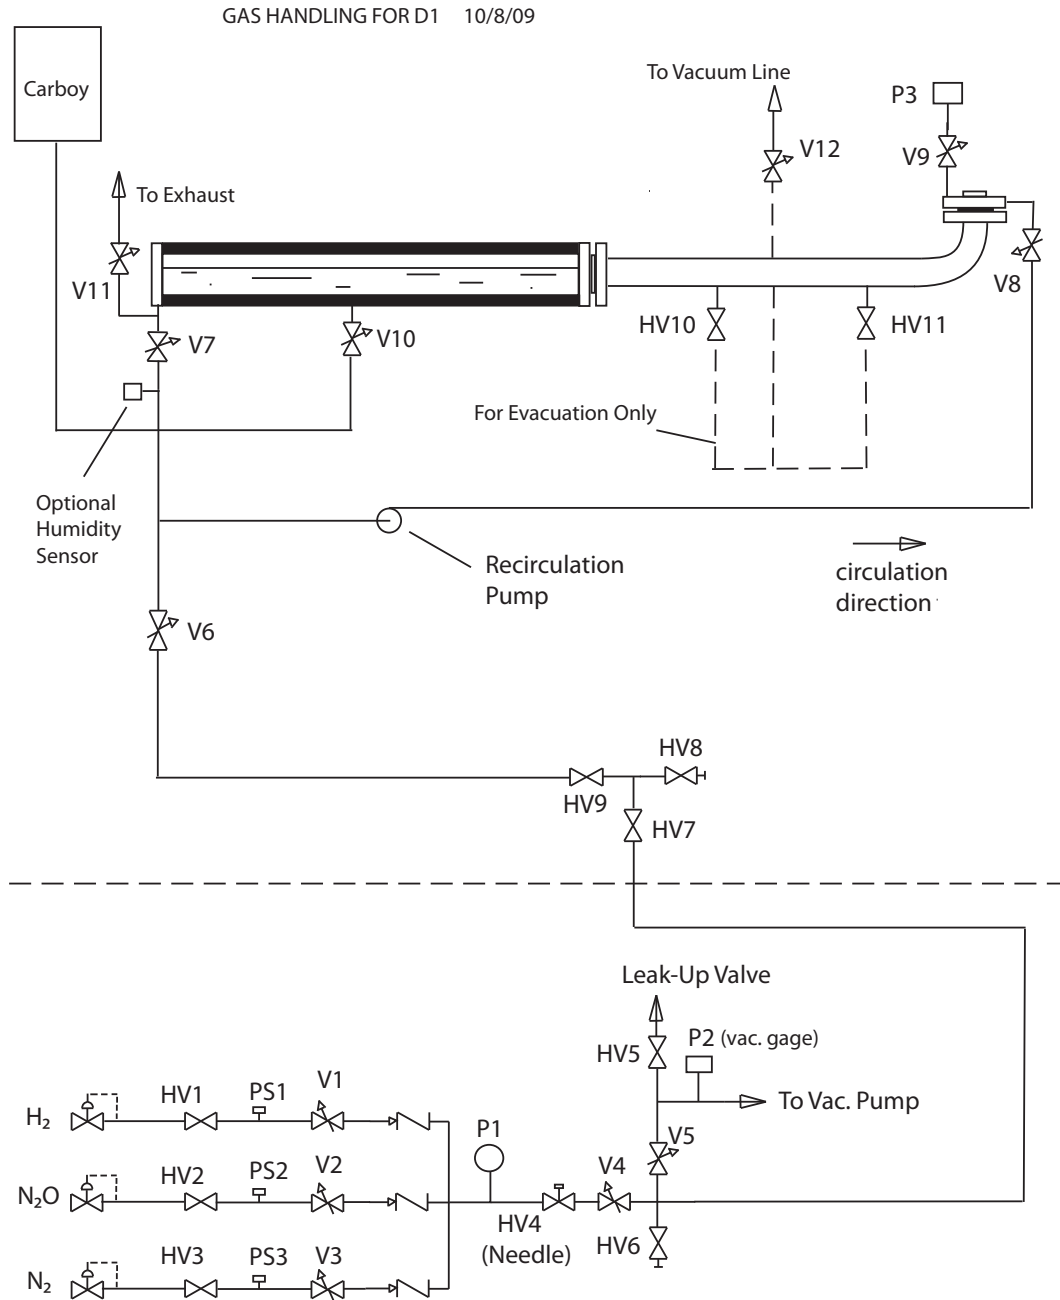 GAS HANDLING FOR D1 10/8/09
Carboy
To Vacuum Line
P3
V12
V9
To Exhaust
V11
V7
V10
HV10
HV11
V8
For Evacuation Only
Optional
Humidity
Sensor
Recirculation
Pump
circulation
direction
V6
HV8
HV9
HV7
Leak-Up Valve
P2 (vac. gage)
HV5
To Vac. Pump
H₂
HV1
PS1
V1
P1
V5
N₂O
HV2
PS2
V2
V4
HV4
(Needle)
HV6
N₂
HV3
PS3
V3